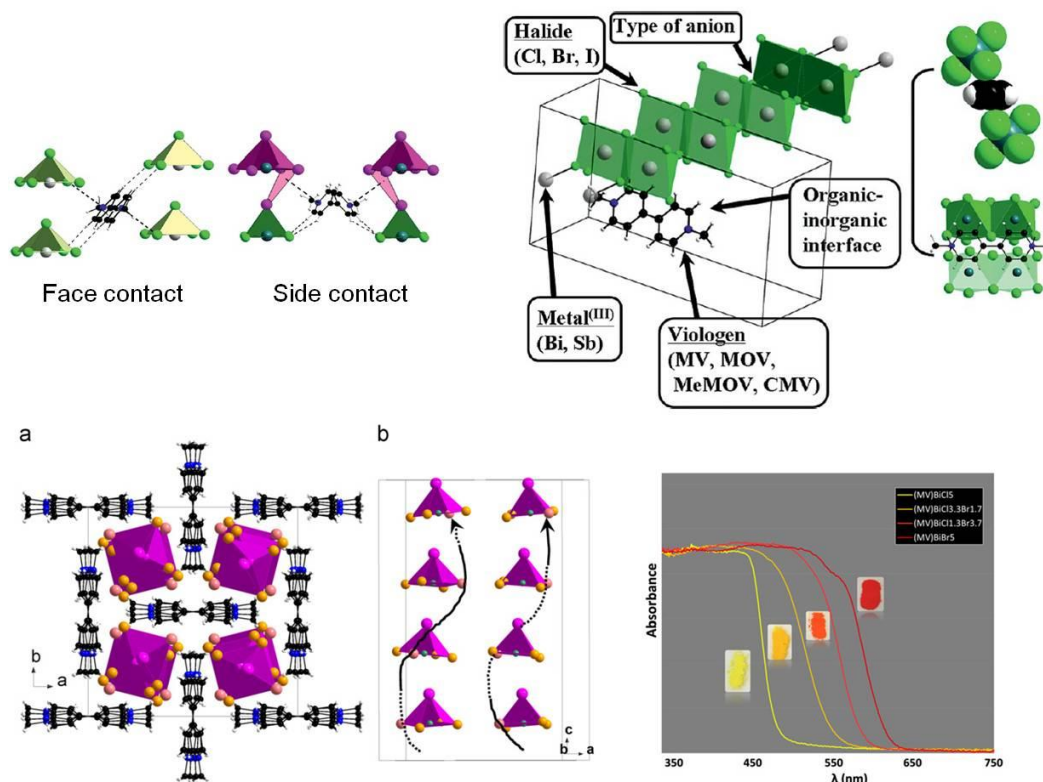 Halide
(Cl, Br, I)
Type of anion
Organic-
inorganic
interface
Metal(III)
(Bi, Sb)
Viologen
(MV, MOV,
MeMOV, CMV)
Face contact
Side contact
a
b
b
a
c
b a
(MV)BiCl5
(MV)BiCl3.3Br1.7
(MV)BiCl1.3Br3.7
(MV)BiBr5
Absorbance
350 450 550 650 750
λ (nm)